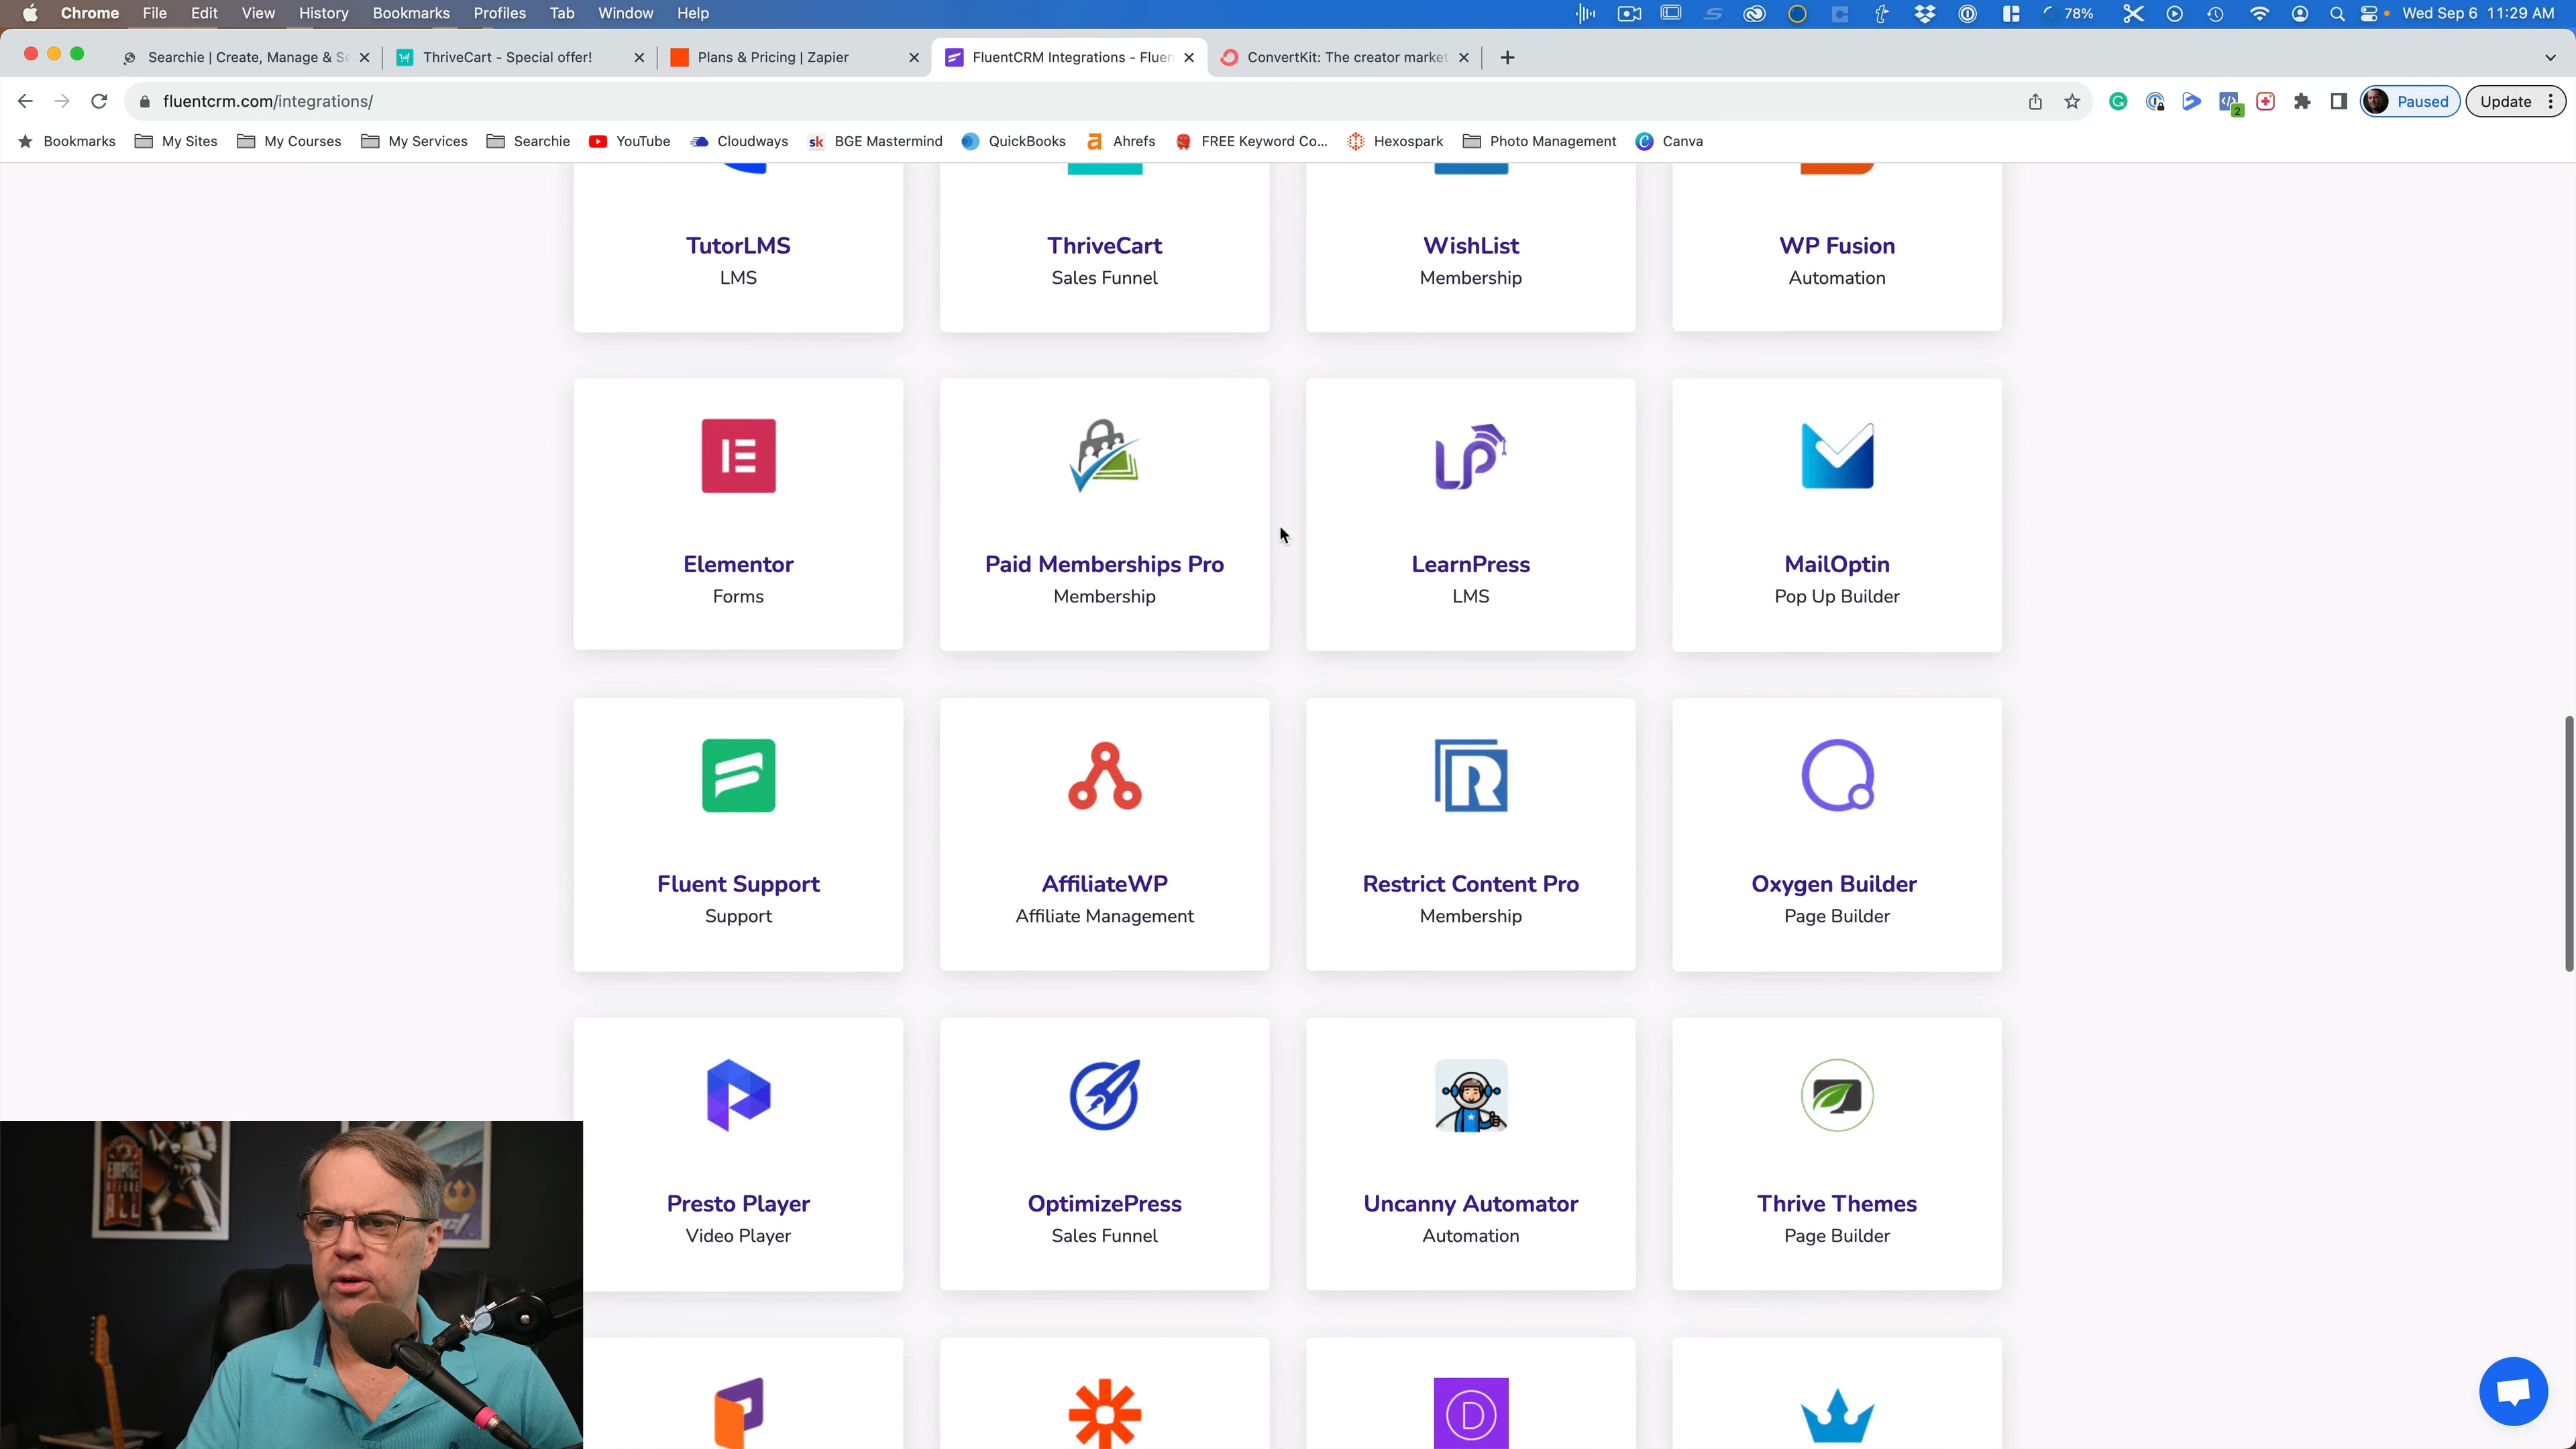 Chrome File Edit View History Bookmarks Profiles Tab Window Help 78% Wed Sep 6 11:29 AM
Searchie | Create, Manage & Se ThriveCart - Special offer! Plans & Pricing | Zapier FluentCRM Integrations - Fluen ConvertKit: The creator market
fluentcrm.com/integrations/ 2 Paused Update
Bookmarks My Sites My Courses My Services Searchie YouTube Cloudways sk BGE Mastermind QuickBooks Ahrefs FREE Keyword Co... Hexospark Photo Management Canva
TutorLMS ThriveCart WishList WP Fusion
LMS Sales Funnel Membership Automation
Elementor Paid Memberships Pro LearnPress MailOptin
Forms Membership LMS Pop Up Builder
Fluent Support AffiliateWP Restrict Content Pro Oxygen Builder
Support Affiliate Management Membership Page Builder
Presto Player OptimizePress Uncanny Automator Thrive Themes
Video Player Sales Funnel Automation Page Builder
D